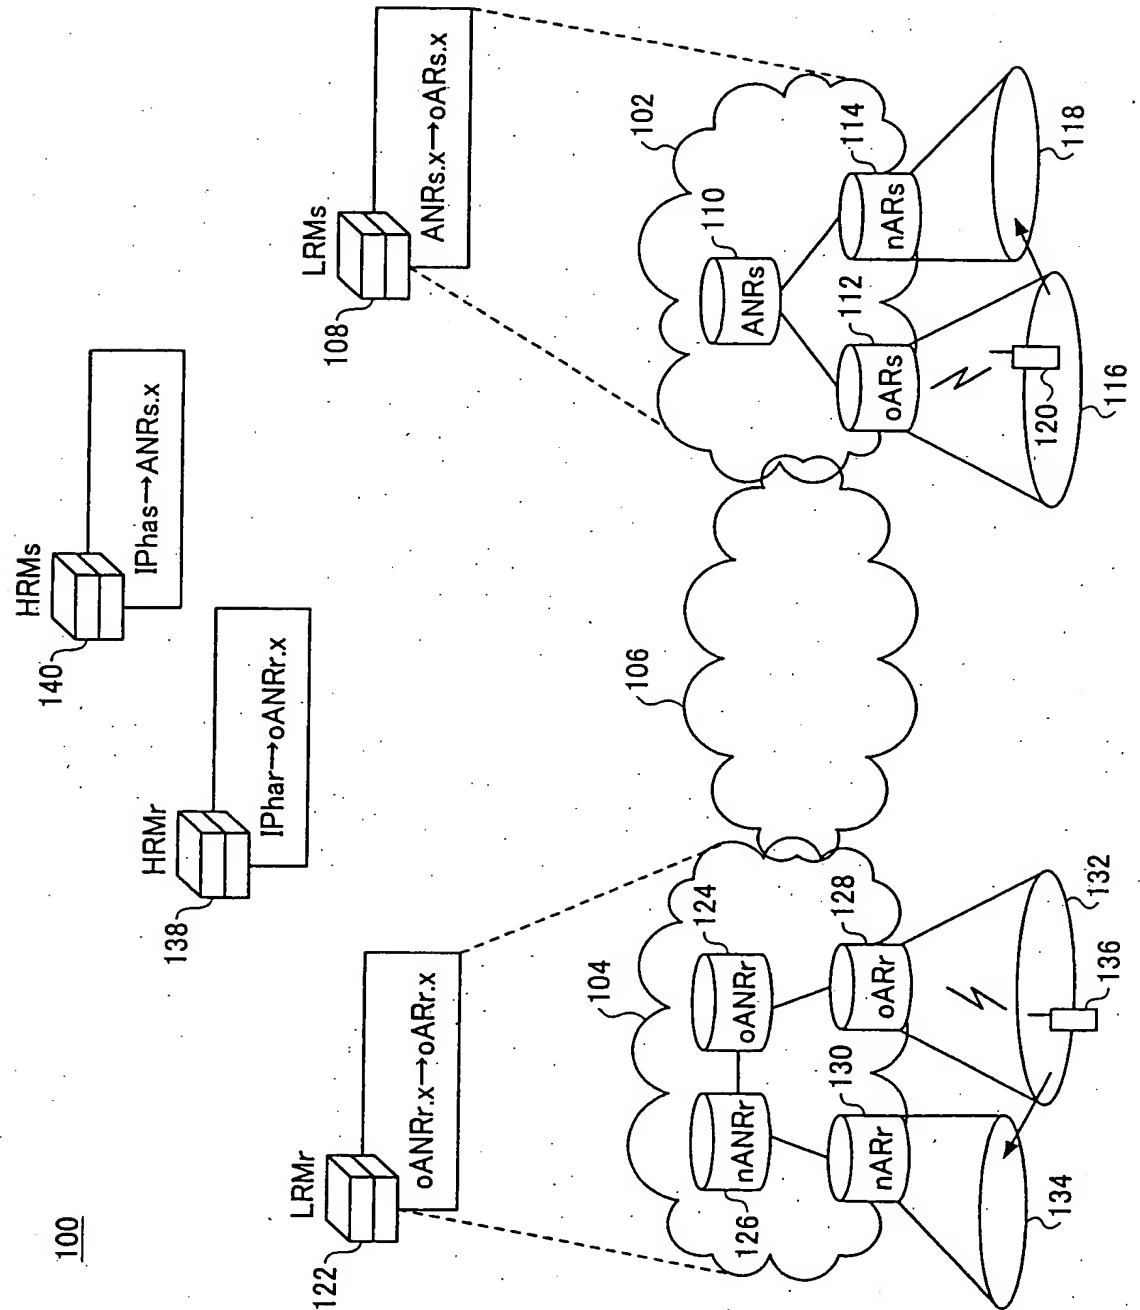 100
HRMs
140
IPhas→ANRs.x
HRMr
138
IPhar→oANRr.x
LRMr
122
oANRr.x→oARr.x
LRMs
108
ANRs.x→oARs.x
104
106
102
124
oANRr
nANRr
126
110
ANRs
128
oARr
130
nARr
112
oARs
114
nARs
132
134
136
116
118
120